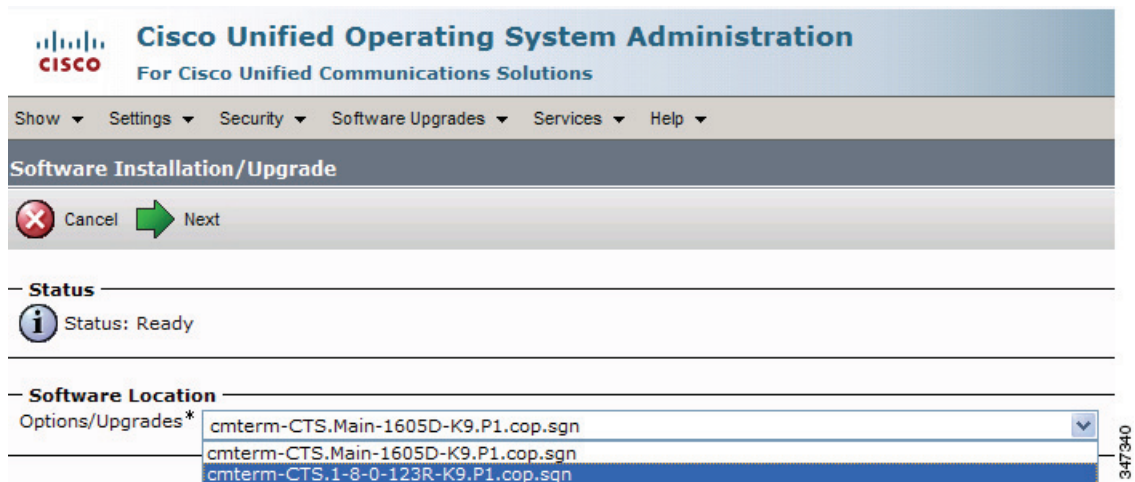 CISCO
Cisco Unified Operating System Administration
For Cisco Unified Communications Solutions
Show Settings Security Software Upgrades Services Help
Software Installation/Upgrade
Cancel Next
Status
i Status: Ready
Software Location
Options/Upgrades* cmterm-CTS.Main-1605D-K9.P1.cop.sgn
cmterm-CTS.Main-1605D-K9.P1.cop.sgn
cmterm-CTS.1-8-0-123R-K9.P1.cop.sgn
347340